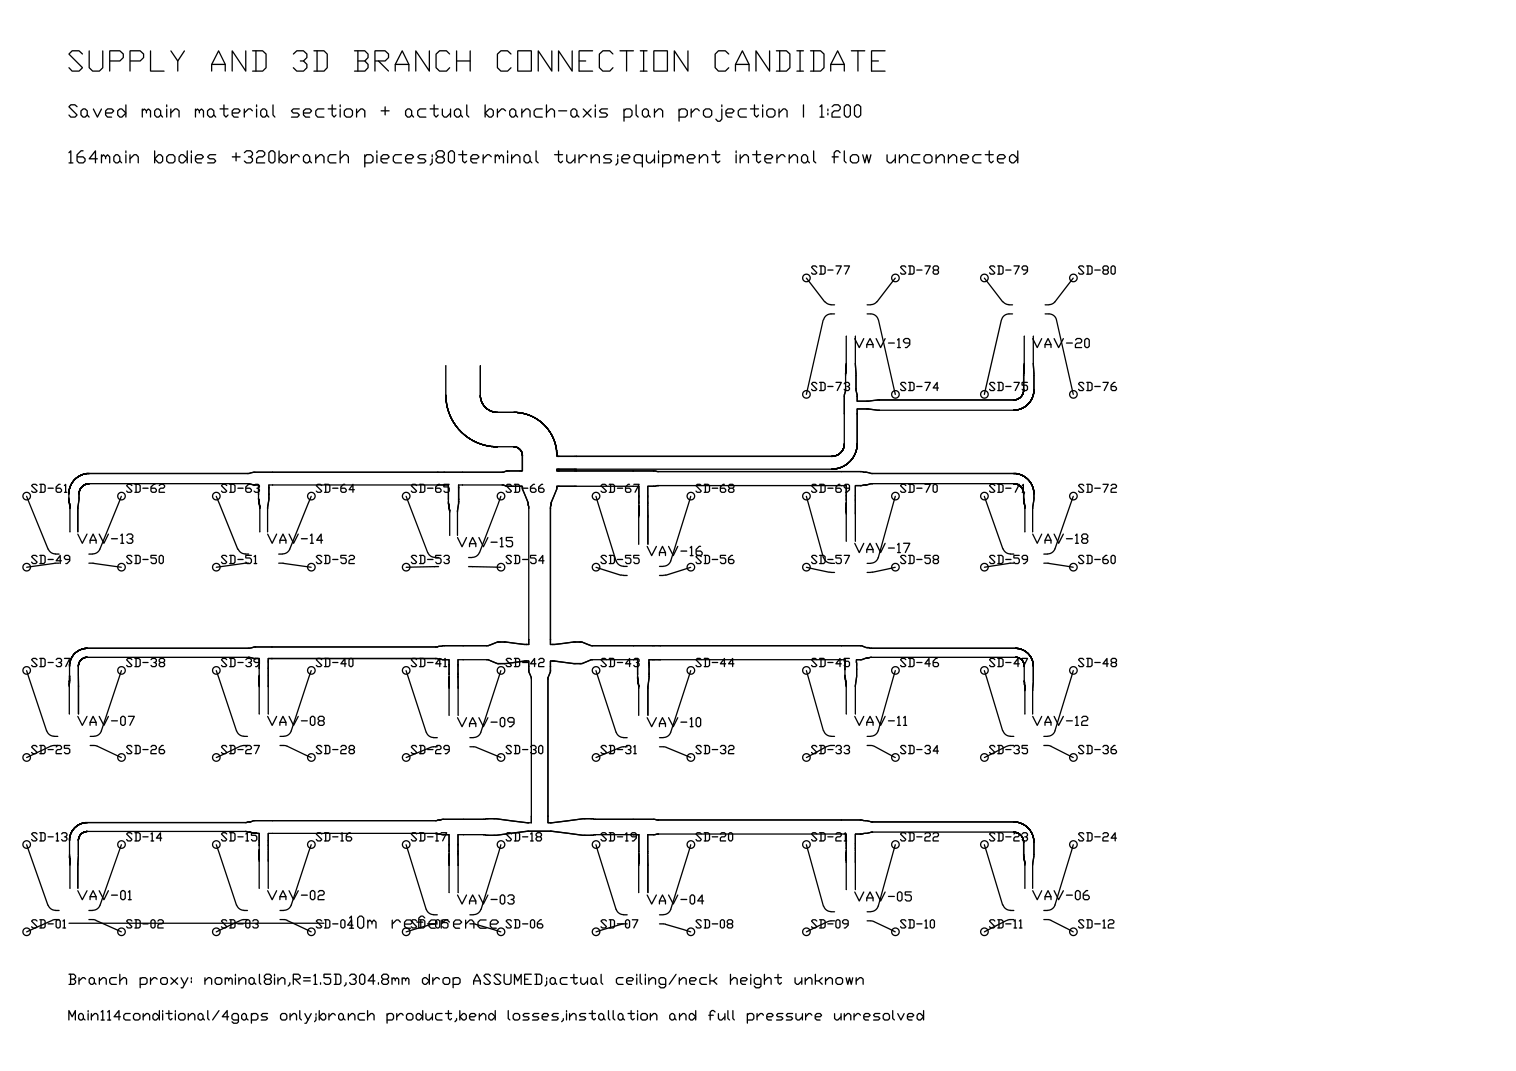 SUPPLY AND 3D BRANCH CONNECTION CANDIDATE
Saved main material section + actual branch-axis plan projection | 1:200
164main bodies +320branch pieces;80terminal turns;equipment internal flow unconnected
SD-77 SD-78 SD-79 SD-80
VAV-19 VAV-20
SD-73 SD-74 SD-75 SD-76
SD-61 SD-62 SD-63 SD-64 SD-65 SD-66 SD-67 SD-68 SD-69 SD-70 SD-71 SD-72
VAV-13 VAV-14 VAV-15 VAV-16 VAV-17 VAV-18
SD-49 SD-50 SD-51 SD-52 SD-53 SD-54 SD-55 SD-56 SD-57 SD-58 SD-59 SD-60
SD-37 SD-38 SD-39 SD-40 SD-41 SD-42 SD-43 SD-44 SD-45 SD-46 SD-47 SD-48
VAV-07 VAV-08 VAV-09 VAV-10 VAV-11 VAV-12
SD-25 SD-26 SD-27 SD-28 SD-29 SD-30 SD-31 SD-32 SD-33 SD-34 SD-35 SD-36
SD-13 SD-14 SD-15 SD-16 SD-17 SD-18 SD-19 SD-20 SD-21 SD-22 SD-23 SD-24
VAV-01 VAV-02 VAV-03 VAV-04 VAV-05 VAV-06
SD-01 SD-02 SD-03 SD-04 10m reference SD-05 SD-06 SD-07 SD-08 SD-09 SD-10 SD-11 SD-12
Branch proxy: nominal8in,R=1.5D,304.8mm drop ASSUMED;actual ceiling/neck height unknown
Main114conditional/4gaps only;branch product,bend losses,installation and full pressure unresolved